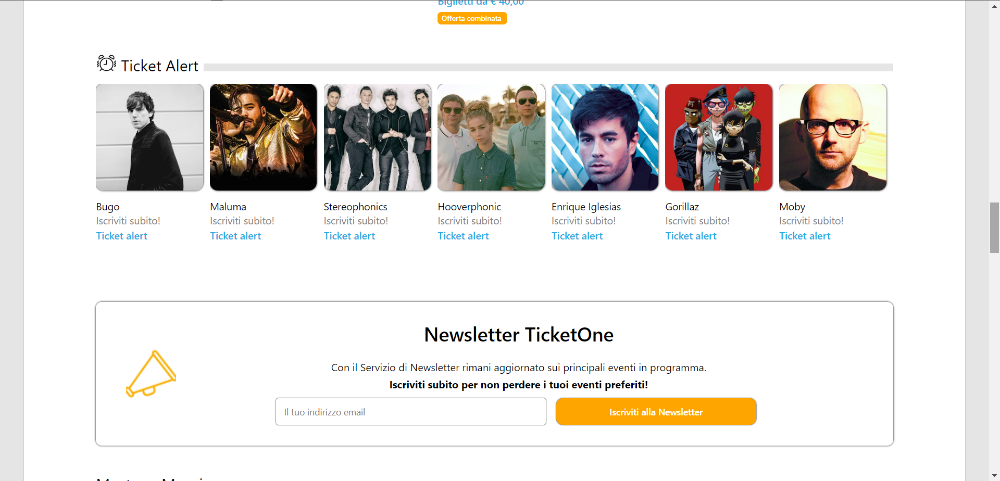 Biglietti da € 40,00
Offerta combinata
Ticket Alert
Bugo
Iscriviti subito!
Ticket alert
Maluma
Iscriviti subito!
Ticket alert
Stereophonics
Iscriviti subito!
Ticket alert
Hooverphonic
Iscriviti subito!
Ticket alert
Enrique Iglesias
Iscriviti subito!
Ticket alert
Gorillaz
Iscriviti subito!
Ticket alert
Moby
Iscriviti subito!
Ticket alert
Newsletter TicketOne
Con il Servizio di Newsletter rimani aggiornato sui principali eventi in programma.
Iscriviti subito per non perdere i tuoi eventi preferiti!
Il tuo indirizzo email
Iscriviti alla Newsletter